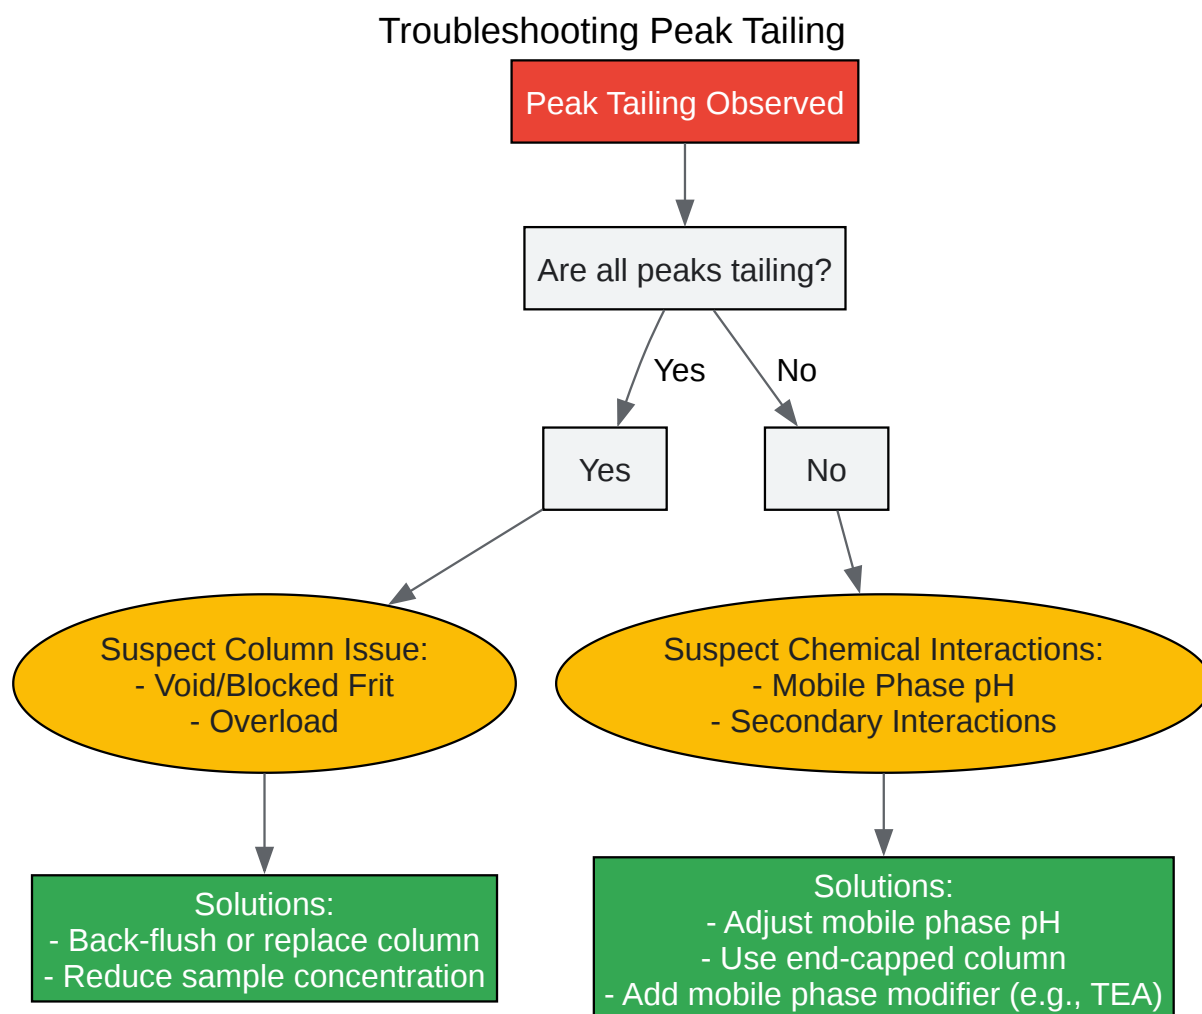 Troubleshooting Peak Tailing
Peak Tailing Observed
Are all peaks tailing?
Yes
No
Yes
No
Suspect Column Issue:
- Void/Blocked Frit
- Overload
Suspect Chemical Interactions:
- Mobile Phase pH
- Secondary Interactions
Solutions:
- Back-flush or replace column
- Reduce sample concentration
Solutions:
- Adjust mobile phase pH
- Use end-capped column
- Add mobile phase modifier (e.g., TEA)